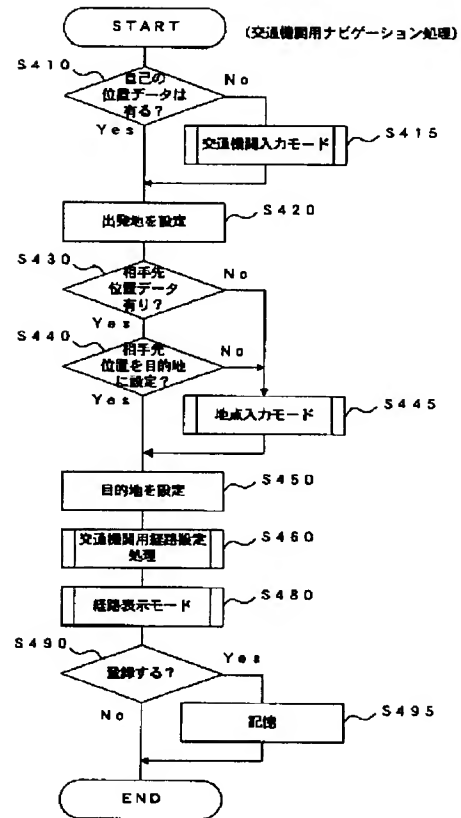 START
(交通機関用ナビゲーション処理)
S410
自己の
位置データは
有る?
No
Yes
交通機関入力モード
S415
出発地を設定
S420
S430
相手先
位置データ
有り?
No
Yes
S440
相手先
位置を目的地
に設定?
No
Yes
地点入力モード
S445
目的地を設定
S450
交通機関用経路設定
処理
S460
経路表示モード
S480
S490
登録する?
Yes
No
記憶
S495
END